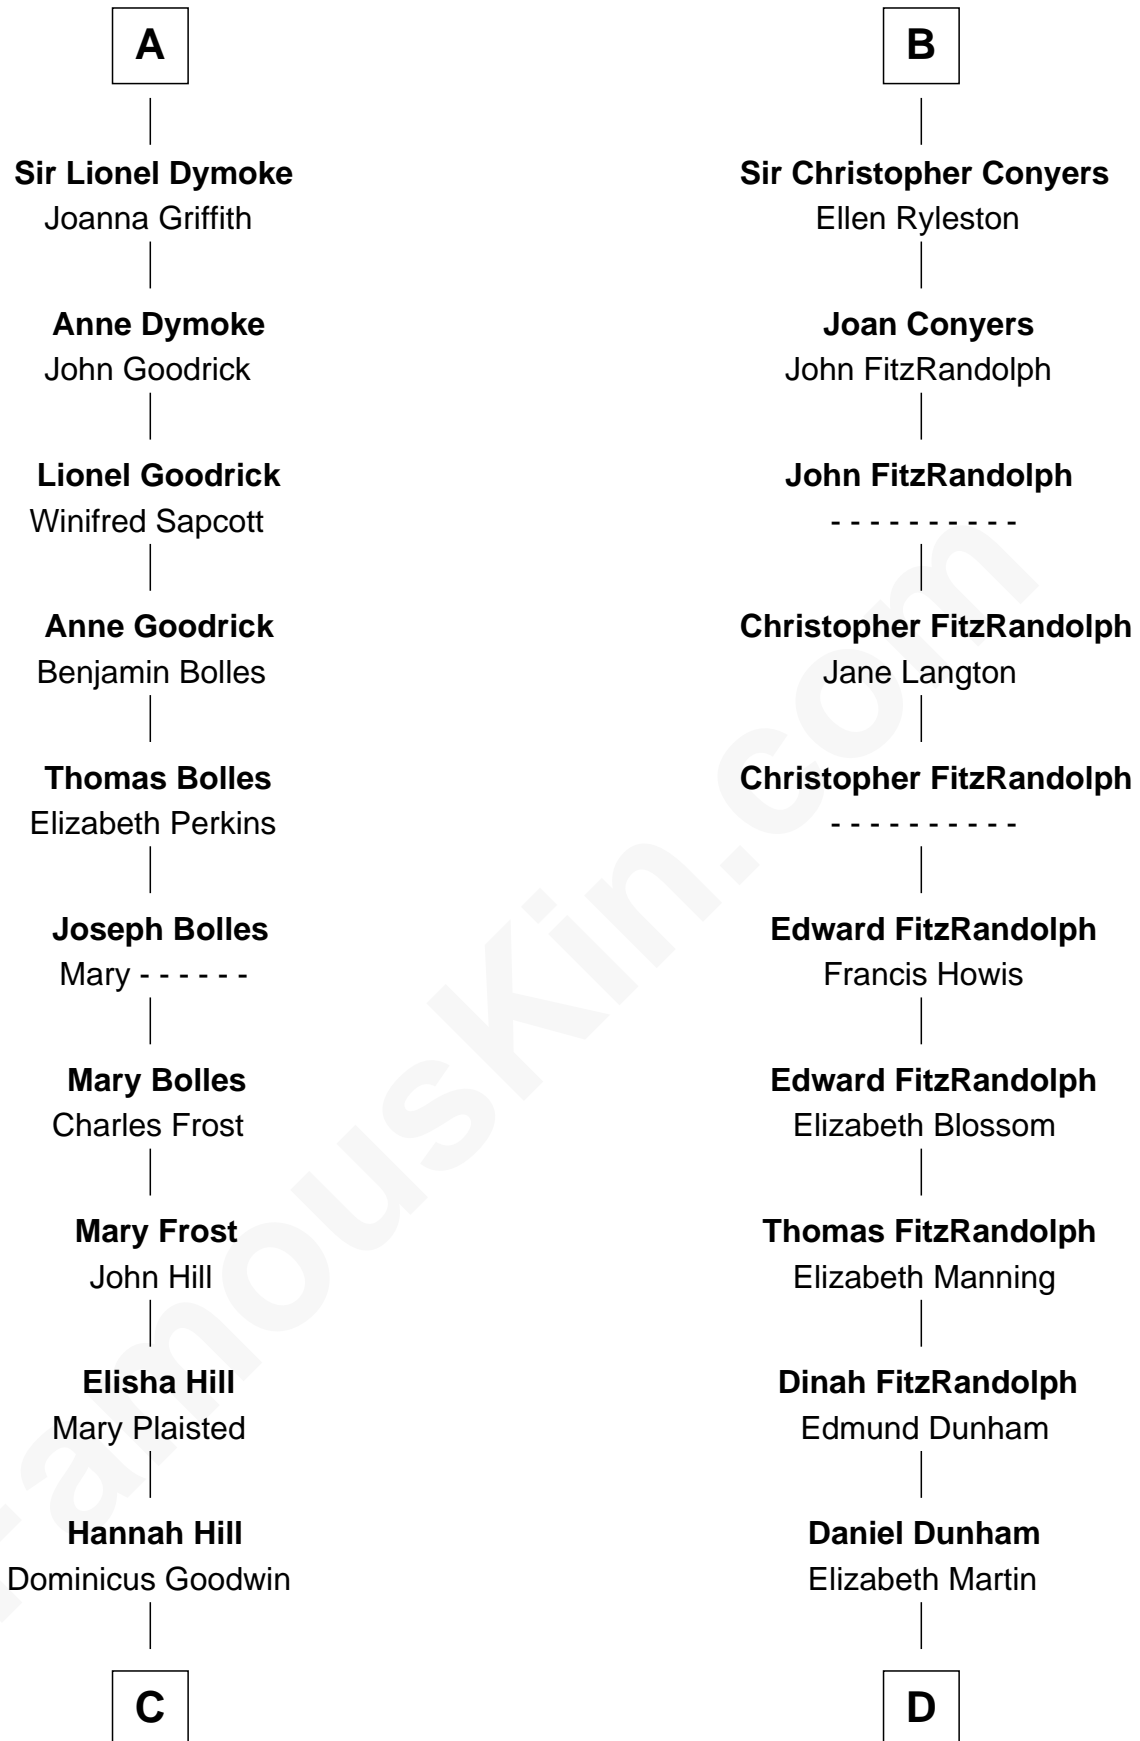 A
Sir Lionel Dymoke
Joanna Griffith
Anne Dymoke
John Goodrick
Lionel Goodrick
Winifred Sapcott
Anne Goodrick
Benjamin Bolles
Thomas Bolles
Elizabeth Perkins
Joseph Bolles
Mary - - - - - -
Mary Bolles
Charles Frost
Mary Frost
John Hill
Elisha Hill
Mary Plaisted
Hannah Hill
Dominicus Goodwin
C
B
Sir Christopher Conyers
Ellen Ryleston
Joan Conyers
John FitzRandolph
John FitzRandolph
- - - - - - - - - -
Christopher FitzRandolph
Jane Langton
Christopher FitzRandolph
- - - - - - - - - -
Edward FitzRandolph
Francis Howis
Edward FitzRandolph
Elizabeth Blossom
Thomas FitzRandolph
Elizabeth Manning
Dinah FitzRandolph
Edmund Dunham
Daniel Dunham
Elizabeth Martin
D
FamousKin.com